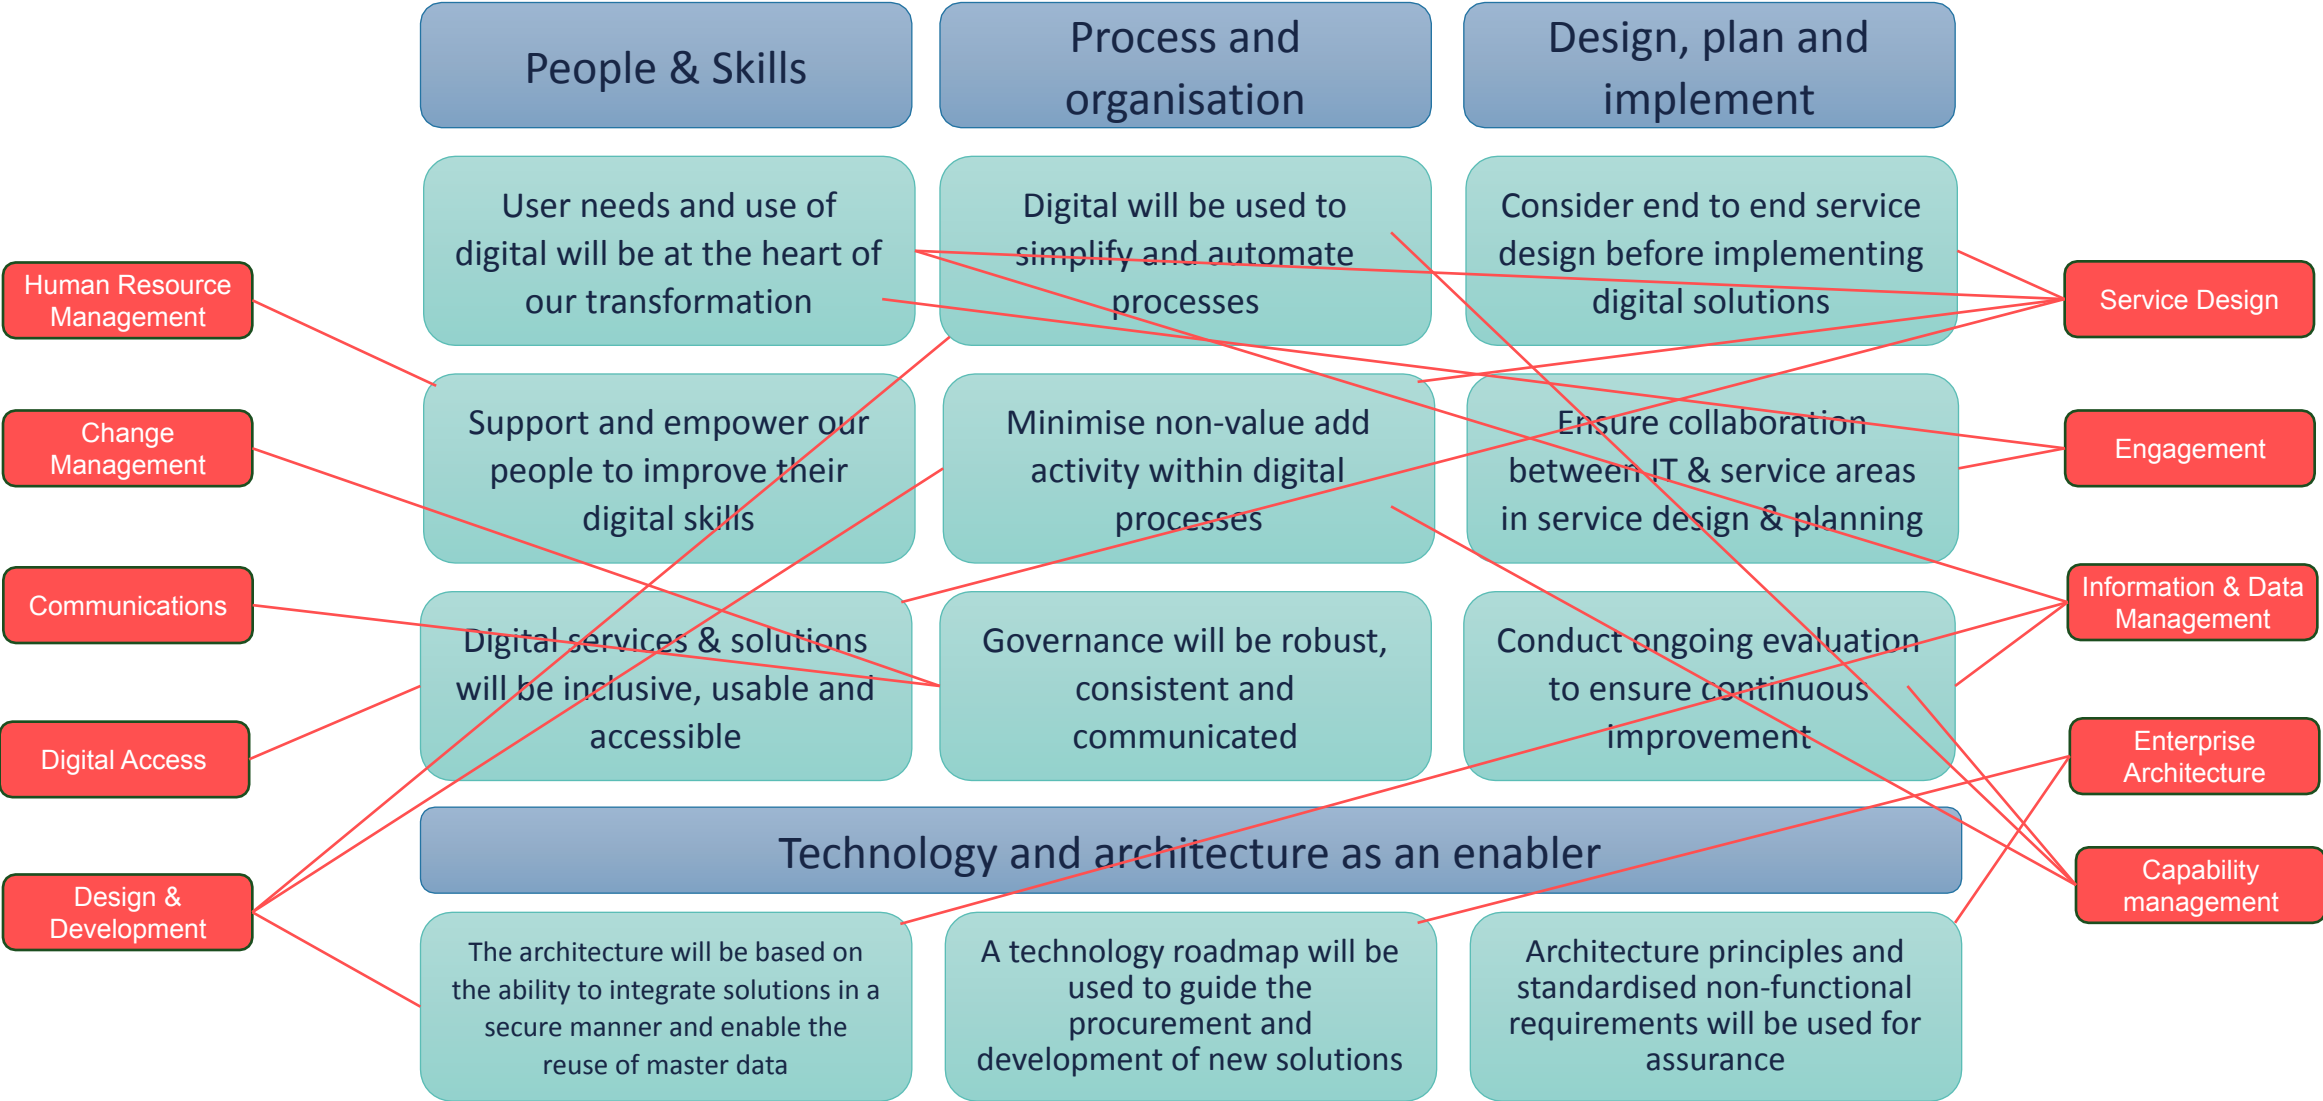 People & Skills
Process and
organisation
Design, plan and
implement
User needs and use of
digital will be at the heart of
our transformation
Digital will be used to
simplify and automate
processes
Consider end to end service
design before implementing
digital solutions
Human Resource
Management
Service Design
Support and empower our
people to improve their
digital skills
Minimise non-value add
activity within digital
processes
Ensure collaboration
between IT & service areas
in service design & planning
Change
Management
Engagement
Communications
Digital services & solutions
will be inclusive, usable and
accessible
Governance will be robust,
consistent and
communicated
Conduct ongoing evaluation
to ensure continuous
improvement
Information & Data
Management
Digital Access
Enterprise
Architecture
Technology and architecture as an enabler
Design &
Development
Capability
management
The architecture will be based on
the ability to integrate solutions in a
secure manner and enable the
reuse of master data
A technology roadmap will be
used to guide the
procurement and
development of new solutions
Architecture principles and
standardised non-functional
requirements will be used for
assurance